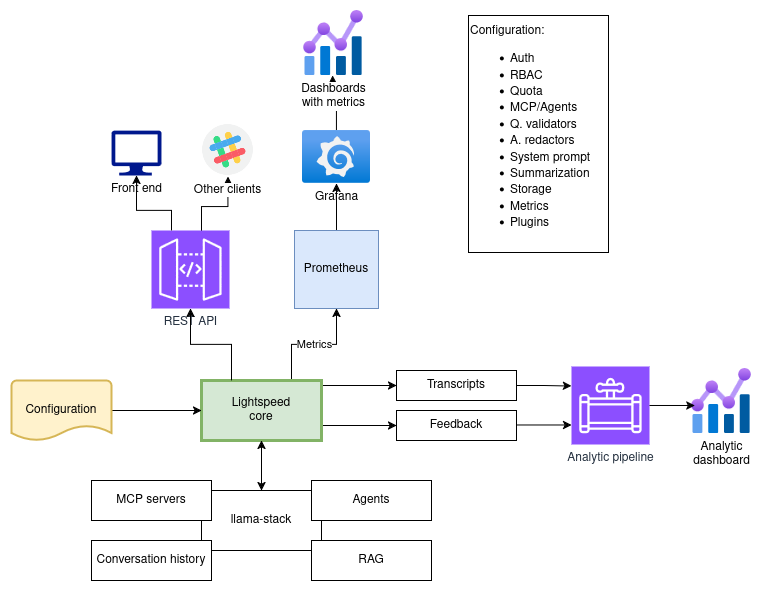 Configuration:
Auth
RBAC
Quota
MCP/Agents
Q. validators
A. redactors
System prompt
Summarization
Storage
Metrics
Plugins
Dashboards
with metrics
Front end
Other clients
Grafana
</>
Prometheus
REST API
Metrics
Configuration
Lightspeed
core
Transcripts
Feedback
Analytic pipeline
Analytic
dashboard
MCP servers
Agents
llama-stack
Conversation history
RAG